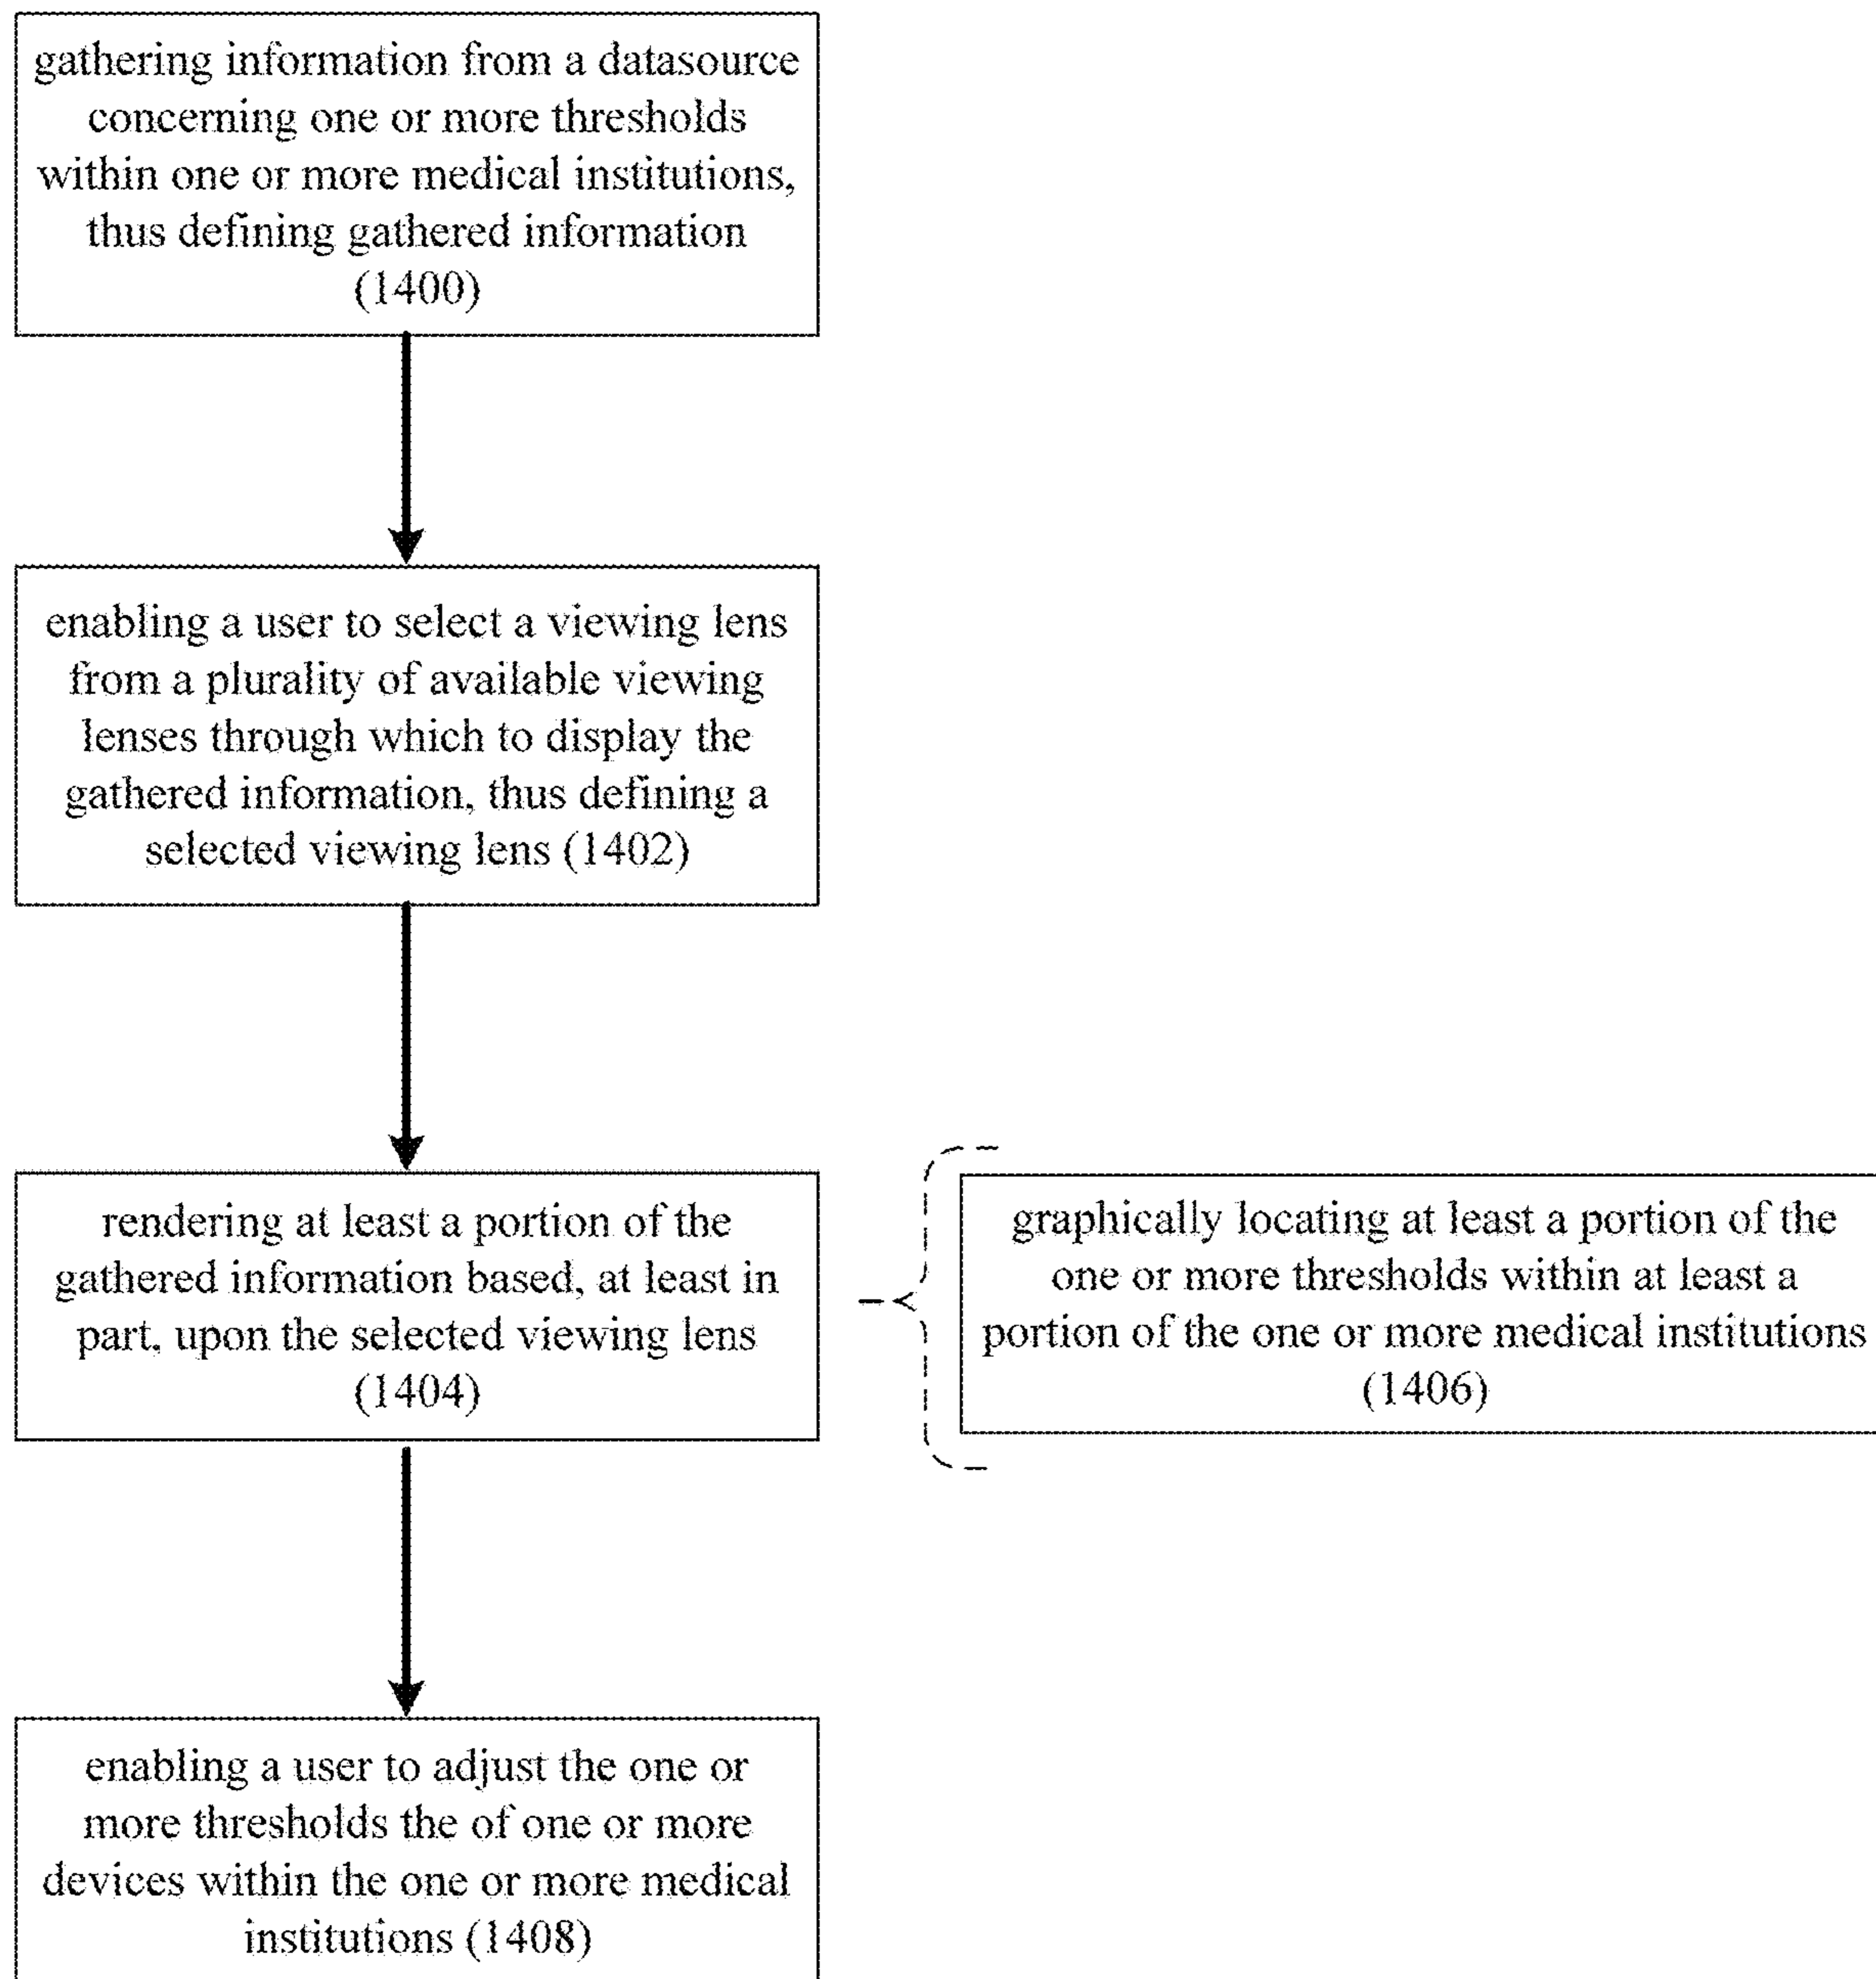 gathering information from a datasource
concerning one or more thresholds
within one or more medical institutions,
thus defining gathered information
(1400)
enabling a user to select a viewing lens
from a plurality of available viewing
lenses through which to display the
gathered information, thus defining a
selected viewing lens (1402)
rendering at least a portion of the
gathered information based, at least in
part, upon the selected viewing lens
(1404)
graphically locating at least a portion of the
one or more thresholds within at least a
portion of the one or more medical institutions
(1406)
enabling a user to adjust the one or
more thresholds the of one or more
devices within the one or more medical
institutions (1408)